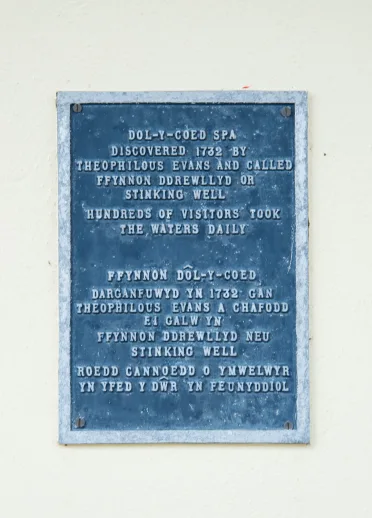 DOL-Y-COED SPA
DISCOVERED 1732 BY
THEOPHILOUS EVANS AND CALLED
FFYNNON DDREWLLYD OR
STINKING WELL
HUNDREDS OF VISITORS TOOK
THE WATERS DAILY
FFYNNON DÔL-Y-COED
DARGANFUWYD YN 1732 GAN
THEOPHILOUS EVANS A CHAFODD
EI GALW YN
FFYNNON DDREWLLYD NEU
STINKING WELL
ROEDD CANNOEDD O YMWELWYR
YN YFED Y DWR YN FEUNYDDIOL